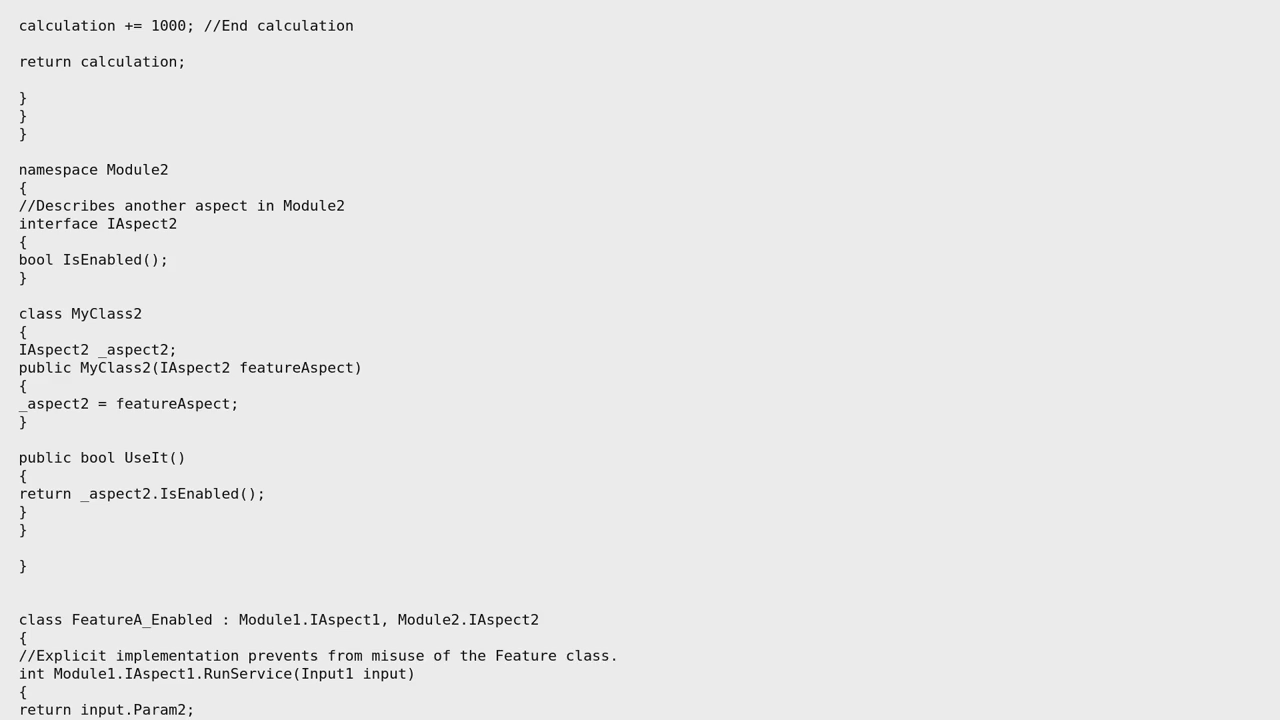 calculation += 1000; //End calculation
return calculation;
}
}
}
namespace Module2
{
//Describes another aspect in Module2
interface IAspect2
{
bool IsEnabled();
}
class MyClass2
{
IAspect2 _aspect2;
public MyClass2(IAspect2 featureAspect)
{
_aspect2 = featureAspect;
}
public bool UseIt()
{
return _aspect2.IsEnabled();
}
}
}
class FeatureA_Enabled : Module1.IAspect1, Module2.IAspect2
{
//Explicit implementation prevents from misuse of the Feature class.
int Module1.IAspect1.RunService(Input1 input)
{
return input.Param2;